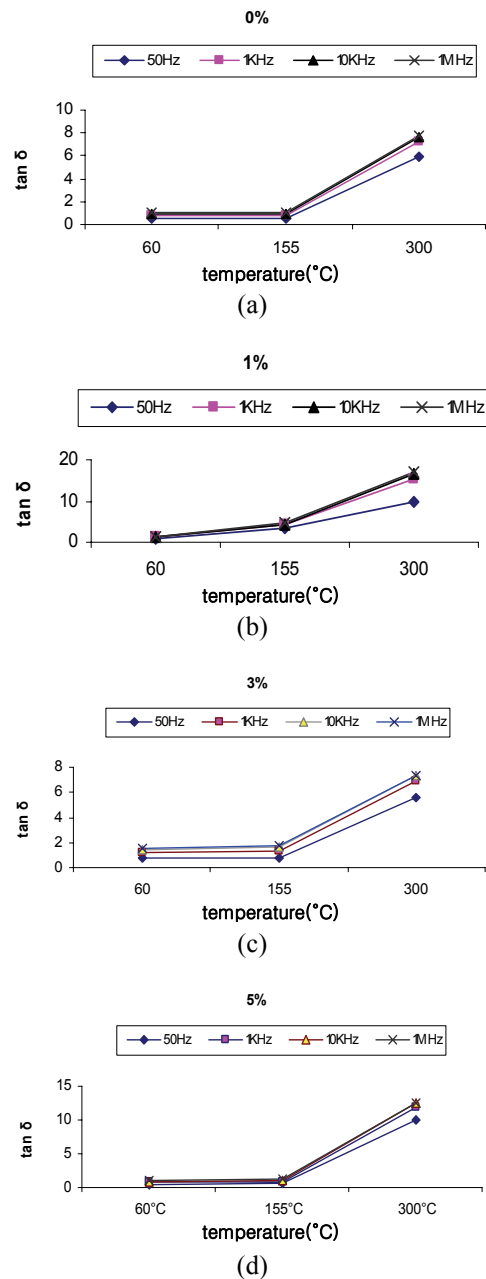 0%
50Hz 1KHz 10KHz 1MHz
10
8
6
4
2
0
tan δ
60 155 300
temperature(°C)
(a)
1%
50Hz 1KHz 10KHz 1MHz
20
10
0
tan δ
60 155 300
temperature(°C)
(b)
3%
50Hz 1KHz 10KHz 1MHz
8
6
4
2
0
tan δ
60 155 300
temperature(°C)
(c)
5%
50Hz 1KHz 10KHz 1MHz
15
10
5
0
tan δ
60°C 155°C 300°C
temperature(°C)
(d)